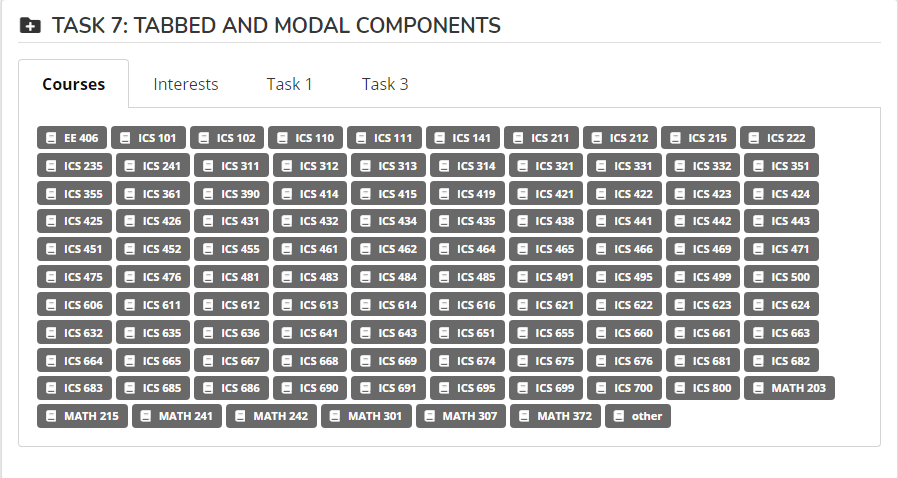 TASK 7: TABBED AND MODAL COMPONENTS
Courses Interests Task 1 Task 3
EE 406 ICS 101 ICS 102 ICS 110 ICS 111 ICS 141 ICS 211 ICS 212 ICS 215 ICS 222
ICS 235 ICS 241 ICS 311 ICS 312 ICS 313 ICS 314 ICS 321 ICS 331 ICS 332 ICS 351
ICS 355 ICS 361 ICS 390 ICS 414 ICS 415 ICS 419 ICS 421 ICS 422 ICS 423 ICS 424
ICS 425 ICS 426 ICS 431 ICS 432 ICS 434 ICS 435 ICS 438 ICS 441 ICS 442 ICS 443
ICS 451 ICS 452 ICS 455 ICS 461 ICS 462 ICS 464 ICS 465 ICS 466 ICS 469 ICS 471
ICS 475 ICS 476 ICS 481 ICS 483 ICS 484 ICS 485 ICS 491 ICS 495 ICS 499 ICS 500
ICS 606 ICS 611 ICS 612 ICS 613 ICS 614 ICS 616 ICS 621 ICS 622 ICS 623 ICS 624
ICS 632 ICS 635 ICS 636 ICS 641 ICS 643 ICS 651 ICS 655 ICS 660 ICS 661 ICS 663
ICS 664 ICS 665 ICS 667 ICS 668 ICS 669 ICS 674 ICS 675 ICS 676 ICS 681 ICS 682
ICS 683 ICS 685 ICS 686 ICS 690 ICS 691 ICS 695 ICS 699 ICS 700 ICS 800 MATH 203
MATH 215 MATH 241 MATH 242 MATH 301 MATH 307 MATH 372 other